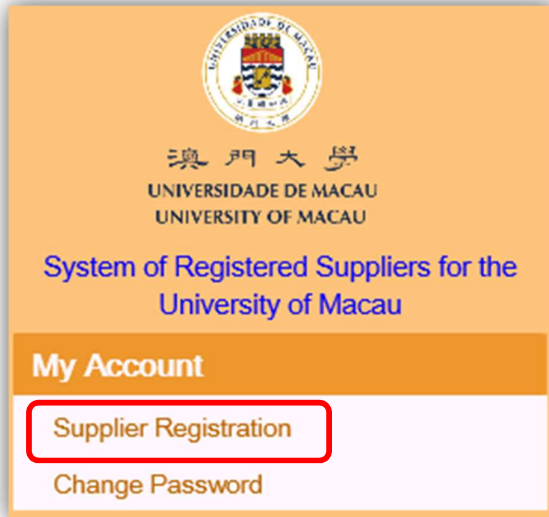 澳門大學
UNIVERSIDADE DE MACAU
UNIVERSITY OF MACAU
System of Registered Suppliers for the
University of Macau
My Account
Supplier Registration
Change Password